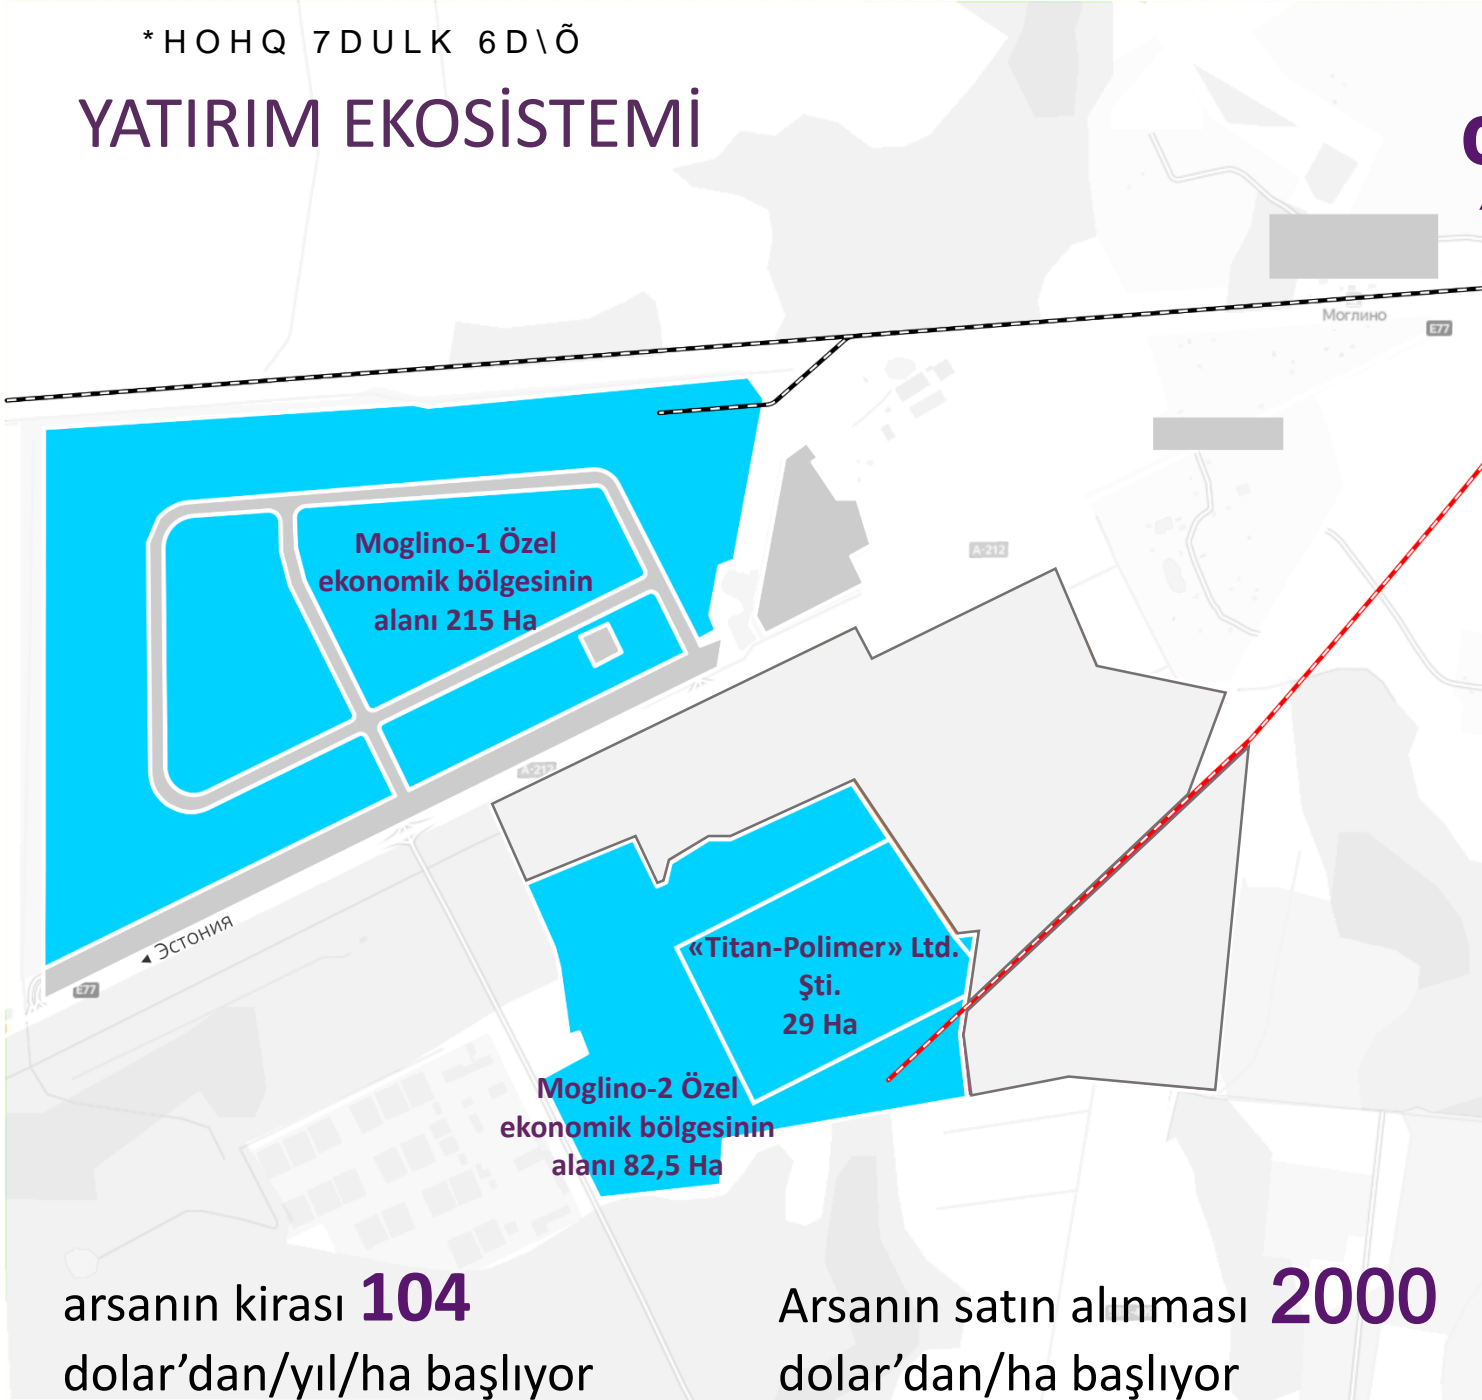 *HOHQ 7DULK 6D\Õ
YATIRIM EKOSİSTEMİ
Моглино
E77
Moglino-1 Özel
ekonomik bölgesinin
alanı 215 Ha
A-212
A-212
Эстония
E77
«Titan-Polimer» Ltd.
Şti.
29 Ha
Moglino-2 Özel
ekonomik bölgesinin
alanı 82,5 Ha
arsanın kirası 104
dolar’dan/yıl/ha başlıyor
Arsanın satın alınması 2000
dolar’dan/ha başlıyor